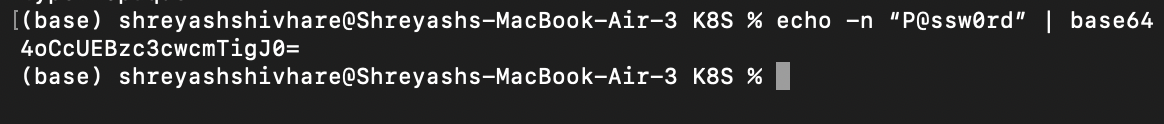 [(base) shreyashshivhare@Shreyashs-MacBook-Air-3 K8S % echo -n “P@ssw0rd” | base64
4oCcUEBzc3cwcmTigJ0=
(base) shreyashshivhare@Shreyashs-MacBook-Air-3 K8S %